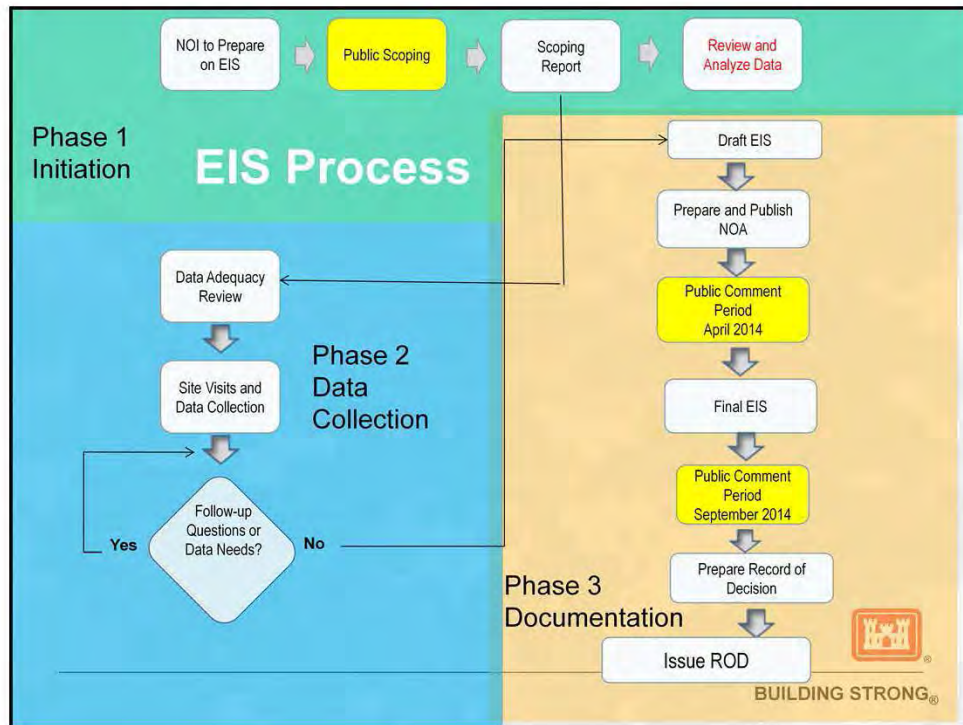 NOI to Prepare
on EIS
Public Scoping
Scoping
Report
Review and
Analyze Data
Phase 1
Initiation
EIS Process
Data Adequacy
Review
Site Visits and
Data Collection
Phase 2
Data
Collection
Follow-up
Questions or
Data Needs?
Yes
No
Draft EIS
Prepare and Publish
NOA
Public Comment
Period
April 2014
Final EIS
Public Comment
Period
September 2014
Prepare Record of
Decision
Phase 3
Documentation
Issue ROD
®
BUILDING STRONG®